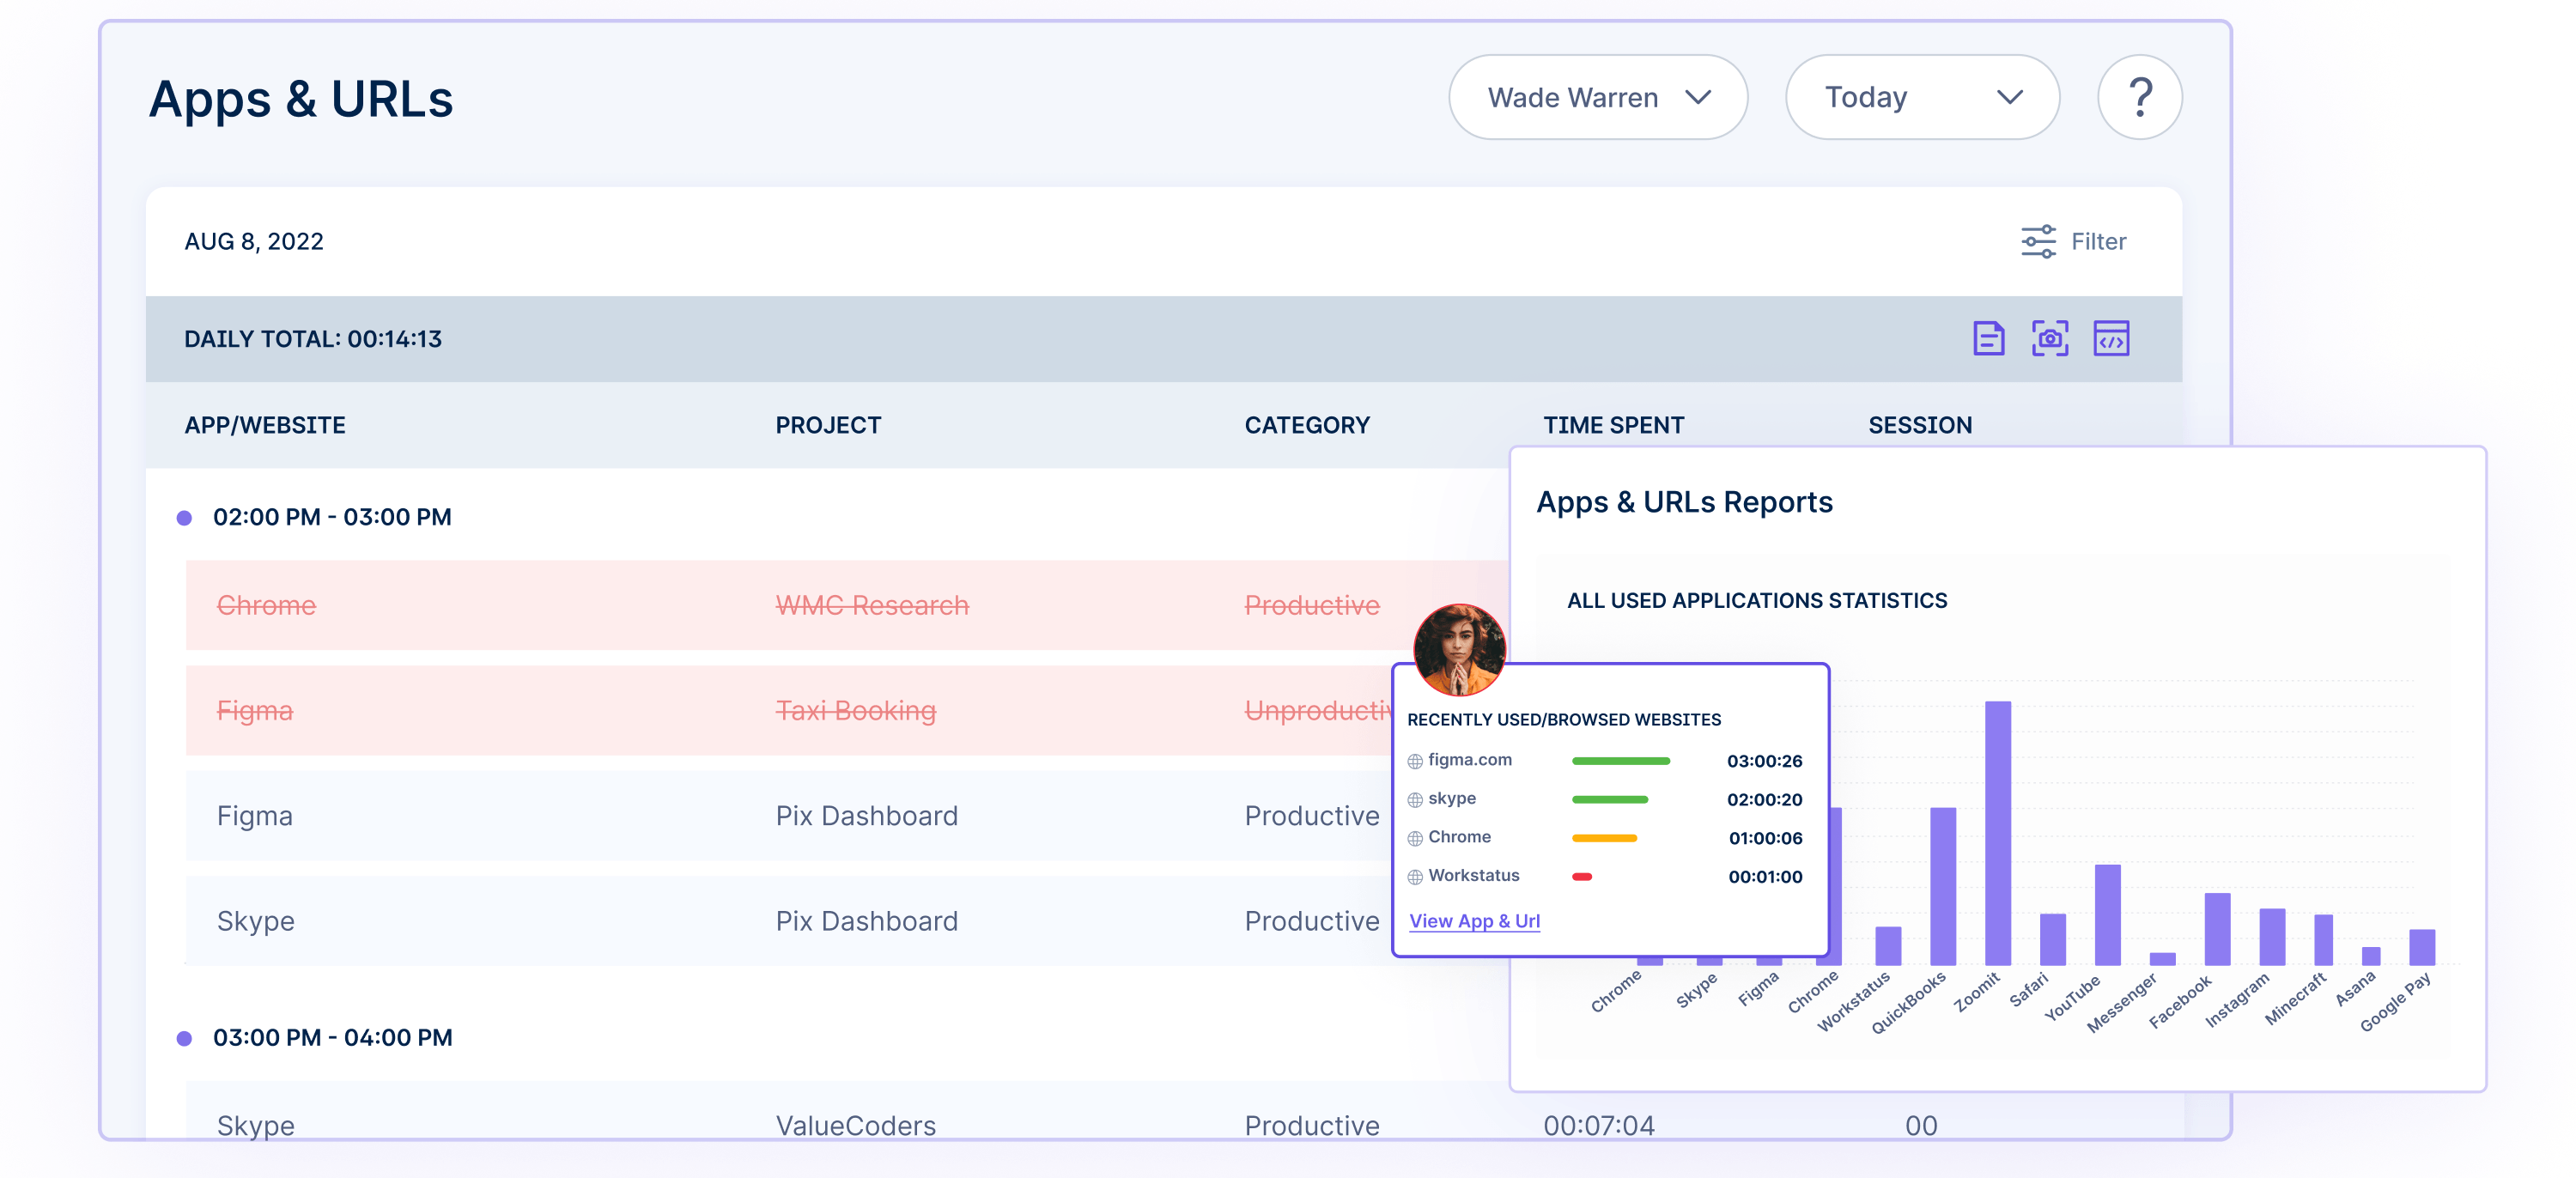 Apps & URLs
Wade Warren
Today
?
AUG 8, 2022
Filter
DAILY TOTAL: 00:14:13
APP/WEBSITE PROJECT CATEGORY TIME SPENT SESSION
02:00 PM - 03:00 PM
Chrome WMC Research Productive
Figma Taxi Booking
Figma Pix Dashboard Productive
Skype Pix Dashboard Productive
03:00 PM - 04:00 PM
Skype ValueCoders Productive 00:07:04 00
Apps & URLs Reports
ALL USED APPLICATIONS STATISTICS
RECENTLY USED/BROWSED WEBSITES
figma.com 03:00:26
skype 02:00:20
Chrome 01:00:06
Workstatus 00:01:00
View App & Url
Chrome
Skype
Figma
Chrome
Workstatus
QuickBooks
Zoomit
Safari
YouTube
Messenger
Facebook
Instagram
Minecraft
Asana
Google Pay